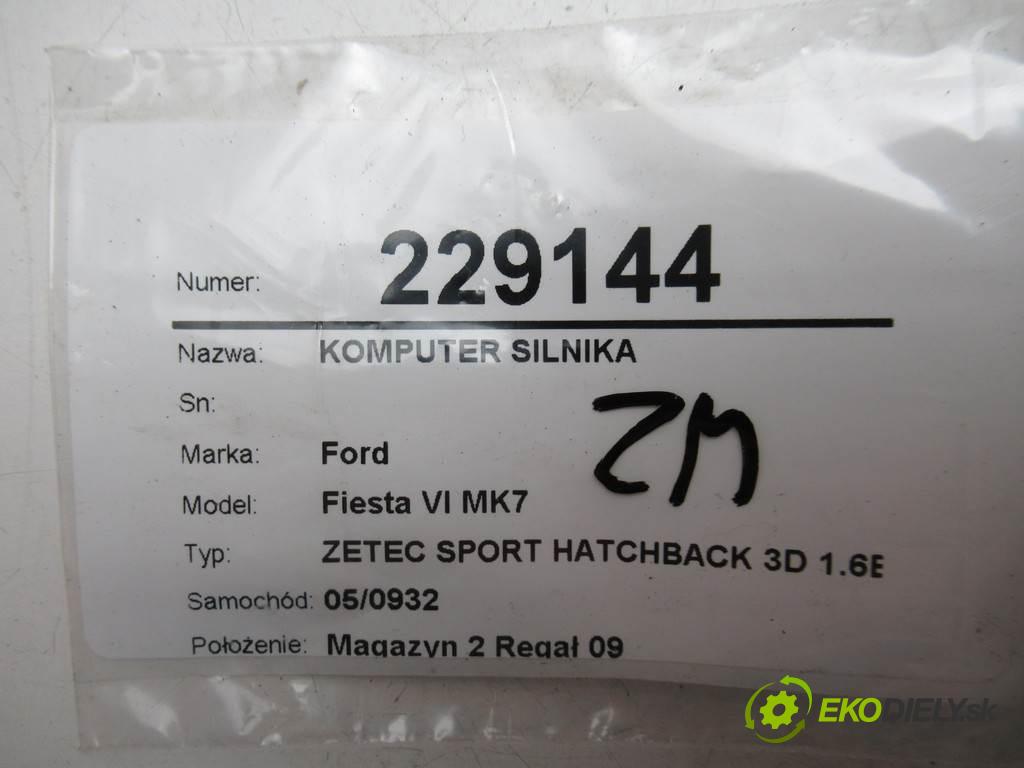 Numer: 229144
Nazwa: KOMPUTER SILNIKA
Sn:
Marka: Ford
ZM
Model: Fiesta VI MK7
Typ: ZETEC SPORT HATCHBACK 3D 1.6E
Samochód: 05/0932
Położenie: Magazyn 2 Regał 09
EKODIELY.sk